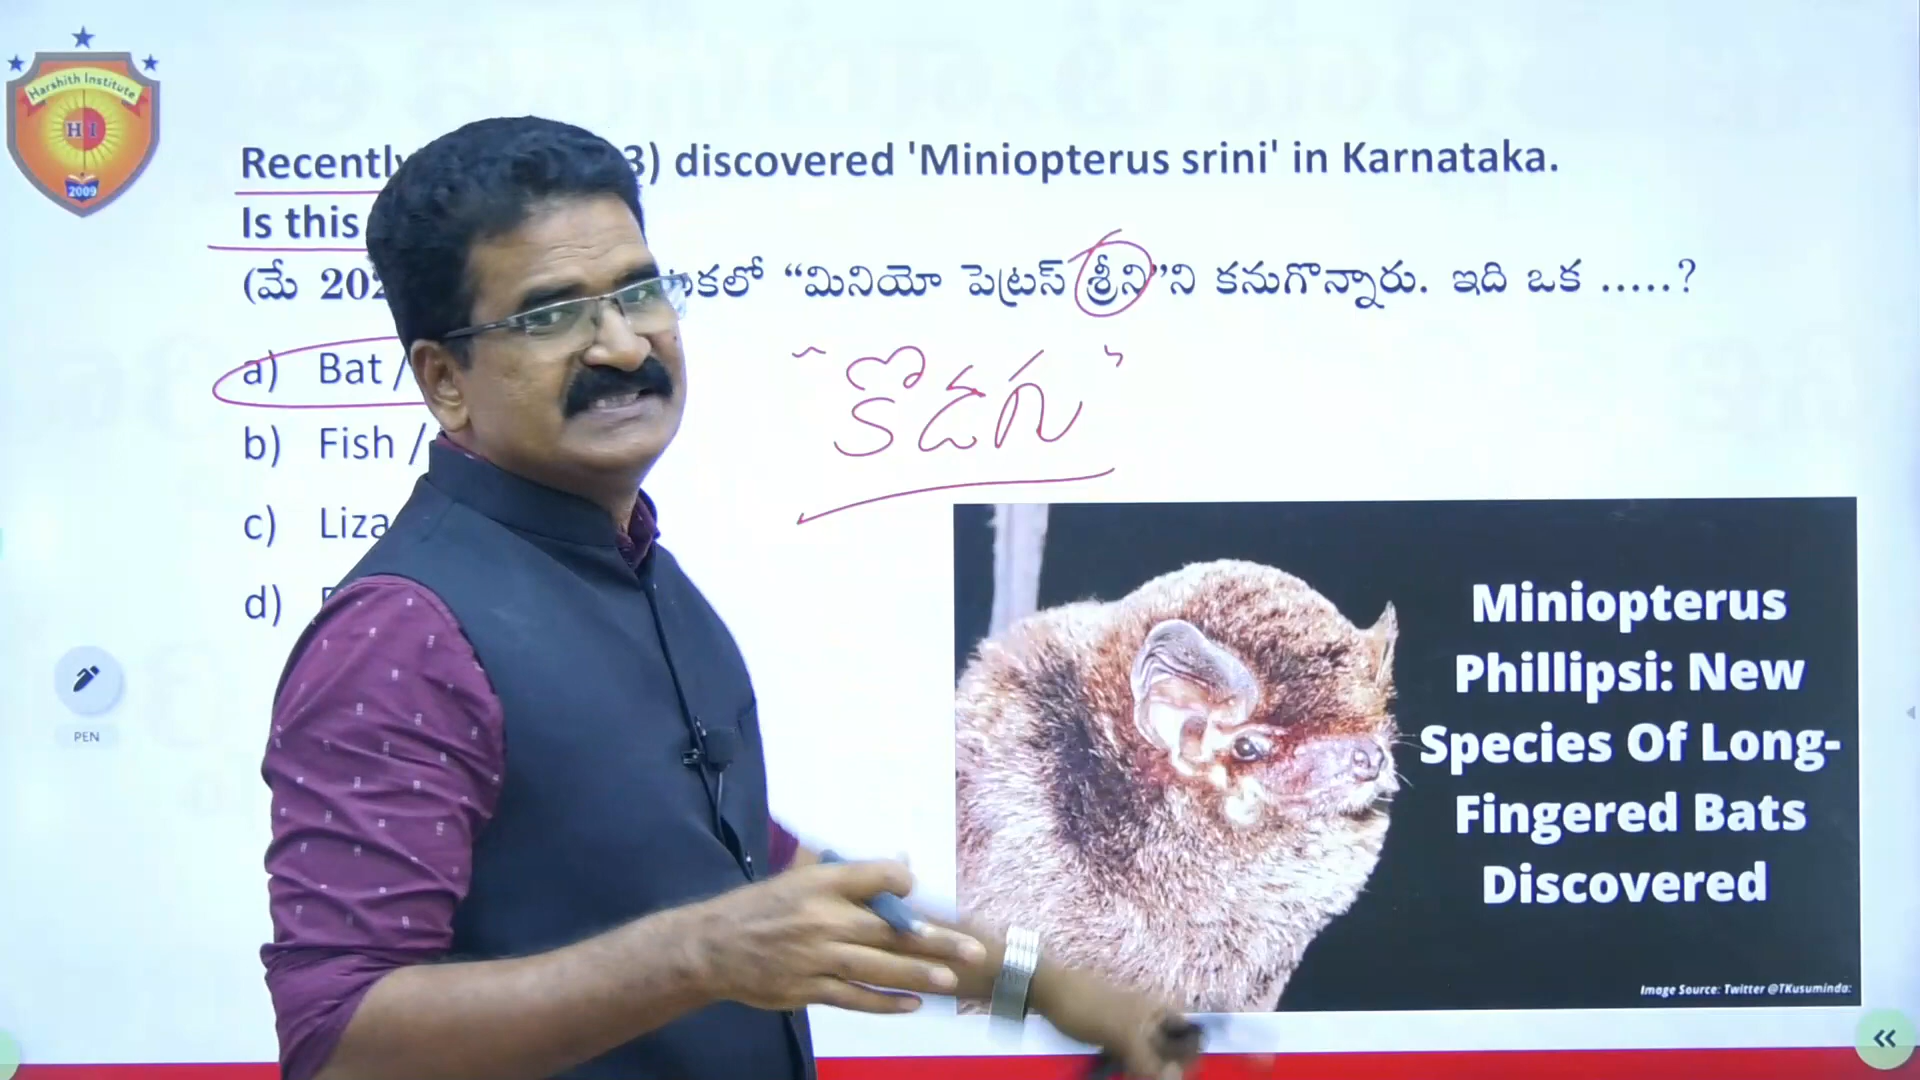 Harshith Institute
H I
2009
Recently 3) discovered 'Miniopterus srini' in Karnataka.
Is this
(మే 202 కలో “మినియో పెట్రస్ శ్రీని”ని కనుగొన్నారు. ఇది ఒక .....?
a) Bat /
b) Fish /
c) Liza
d)
"కొడగు"
PEN
Miniopterus
Phillipsi: New
Species Of Long-
Fingered Bats
Discovered
Image Source: Twitter @TKusuminda: